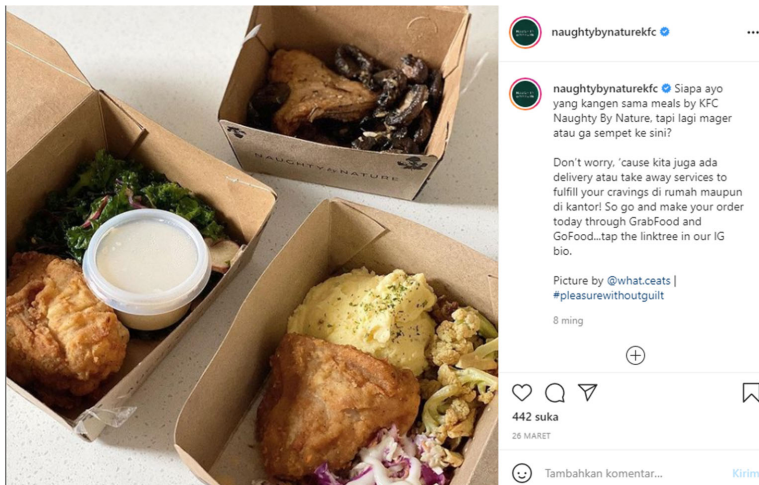 NAUGHTY BY NATURE
naughtybynaturekfc
naughtybynaturekfc Siapa ayo
yang kangen sama meals by KFC
Naughty By Nature, tapi lagi mager
atau ga sempet ke sini?
Don't worry, 'cause kita juga ada
delivery atau take away services to
fulfill your cravings di rumah maupun
di kantor! So go and make your order
today through GrabFood and
GoFood...tap the linktree in our IG
bio.
Picture by @what.ceats |
#pleasurewithoutguilt
8 ming
442 suka
26 MARET
Tambahkan komentar...
Kirim